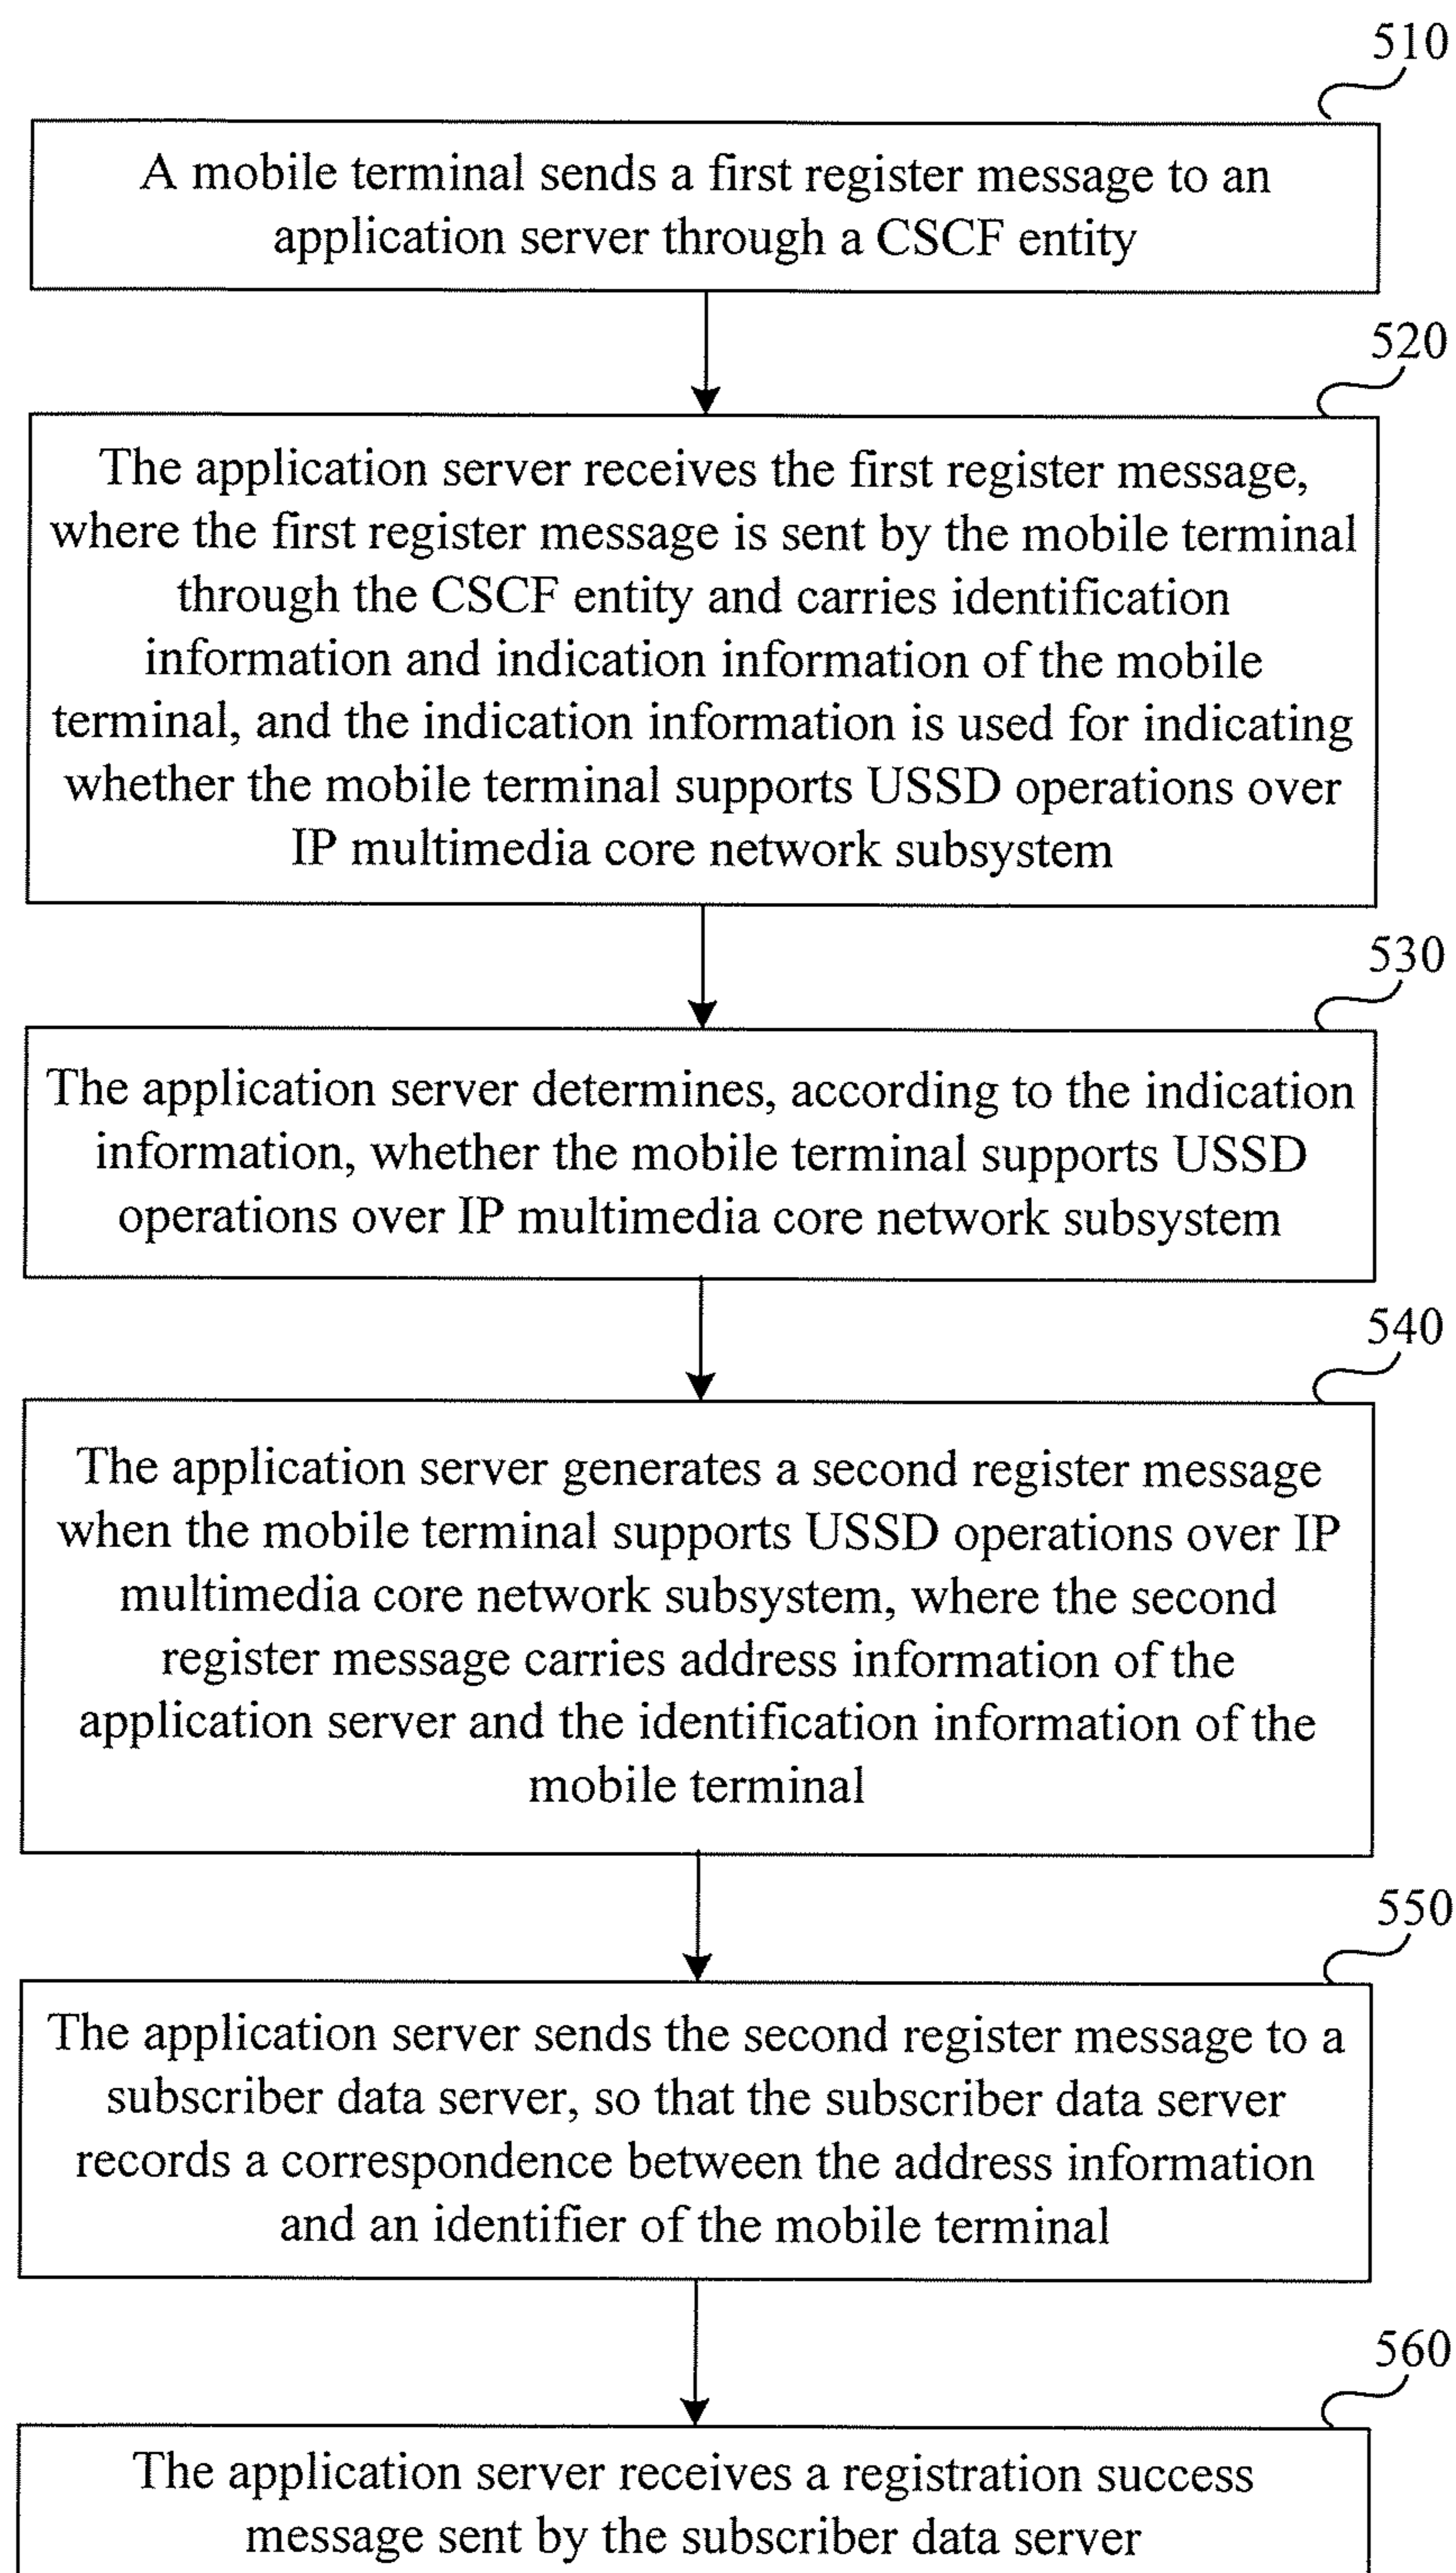 510
A mobile terminal sends a first register message to an
application server through a CSCF entity
520
The application server receives the first register message,
where the first register message is sent by the mobile terminal
through the CSCF entity and carries identification
information and indication information of the mobile
terminal, and the indication information is used for indicating
whether the mobile terminal supports USSD operations over
IP multimedia core network subsystem
530
The application server determines, according to the indication
information, whether the mobile terminal supports USSD
operations over IP multimedia core network subsystem
540
The application server generates a second register message
when the mobile terminal supports USSD operations over IP
multimedia core network subsystem, where the second
register message carries address information of the
application server and the identification information of the
mobile terminal
550
The application server sends the second register message to a
subscriber data server, so that the subscriber data server
records a correspondence between the address information
and an identifier of the mobile terminal
560
The application server receives a registration success
message sent by the subscriber data server